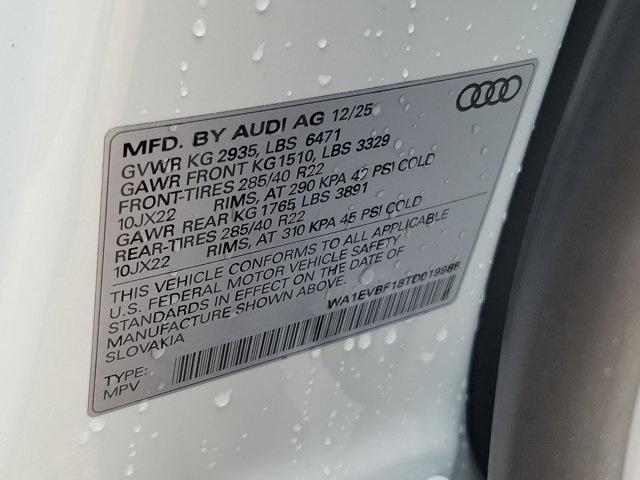 MFD. BY AUDI AG 12/25
GVWR KG 2935, LBS 6471
GAWR FRONT KG1510, LBS 3329
FRONT-TIRES 285/40 R22
10JX22 RIMS, AT 290 KPA 42 PSI COLD
GAWR REAR KG 1765 LBS 3891
REAR-TIRES 285/40 R22
10JX22 RIMS, AT 310 KPA 45 PSI COLD
THIS VEHICLE CONFORMS TO ALL APPLICABLE
U.S. FEDERAL MOTOR VEHICLE SAFETY
STANDARDS IN EFFECT ON THE DATE OF
MANUFACTURE SHOWN ABOVE.
SLOVAKIA
WA1EVBF18TD019986
TYPE:
MPV